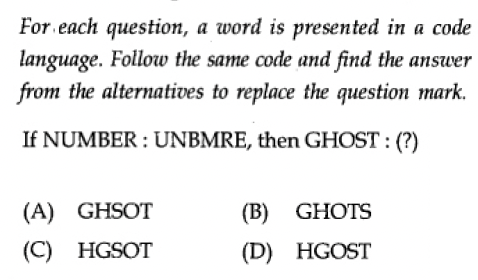 For each question, a word is presented in a code
language. Follow the same code and find the answer
from the alternatives to replace the question mark.
If NUMBER : UNBMRE, then GHOST : (?)
(A) GHSOT (B) GHOTS
(C) HGSOT (D) HGOST